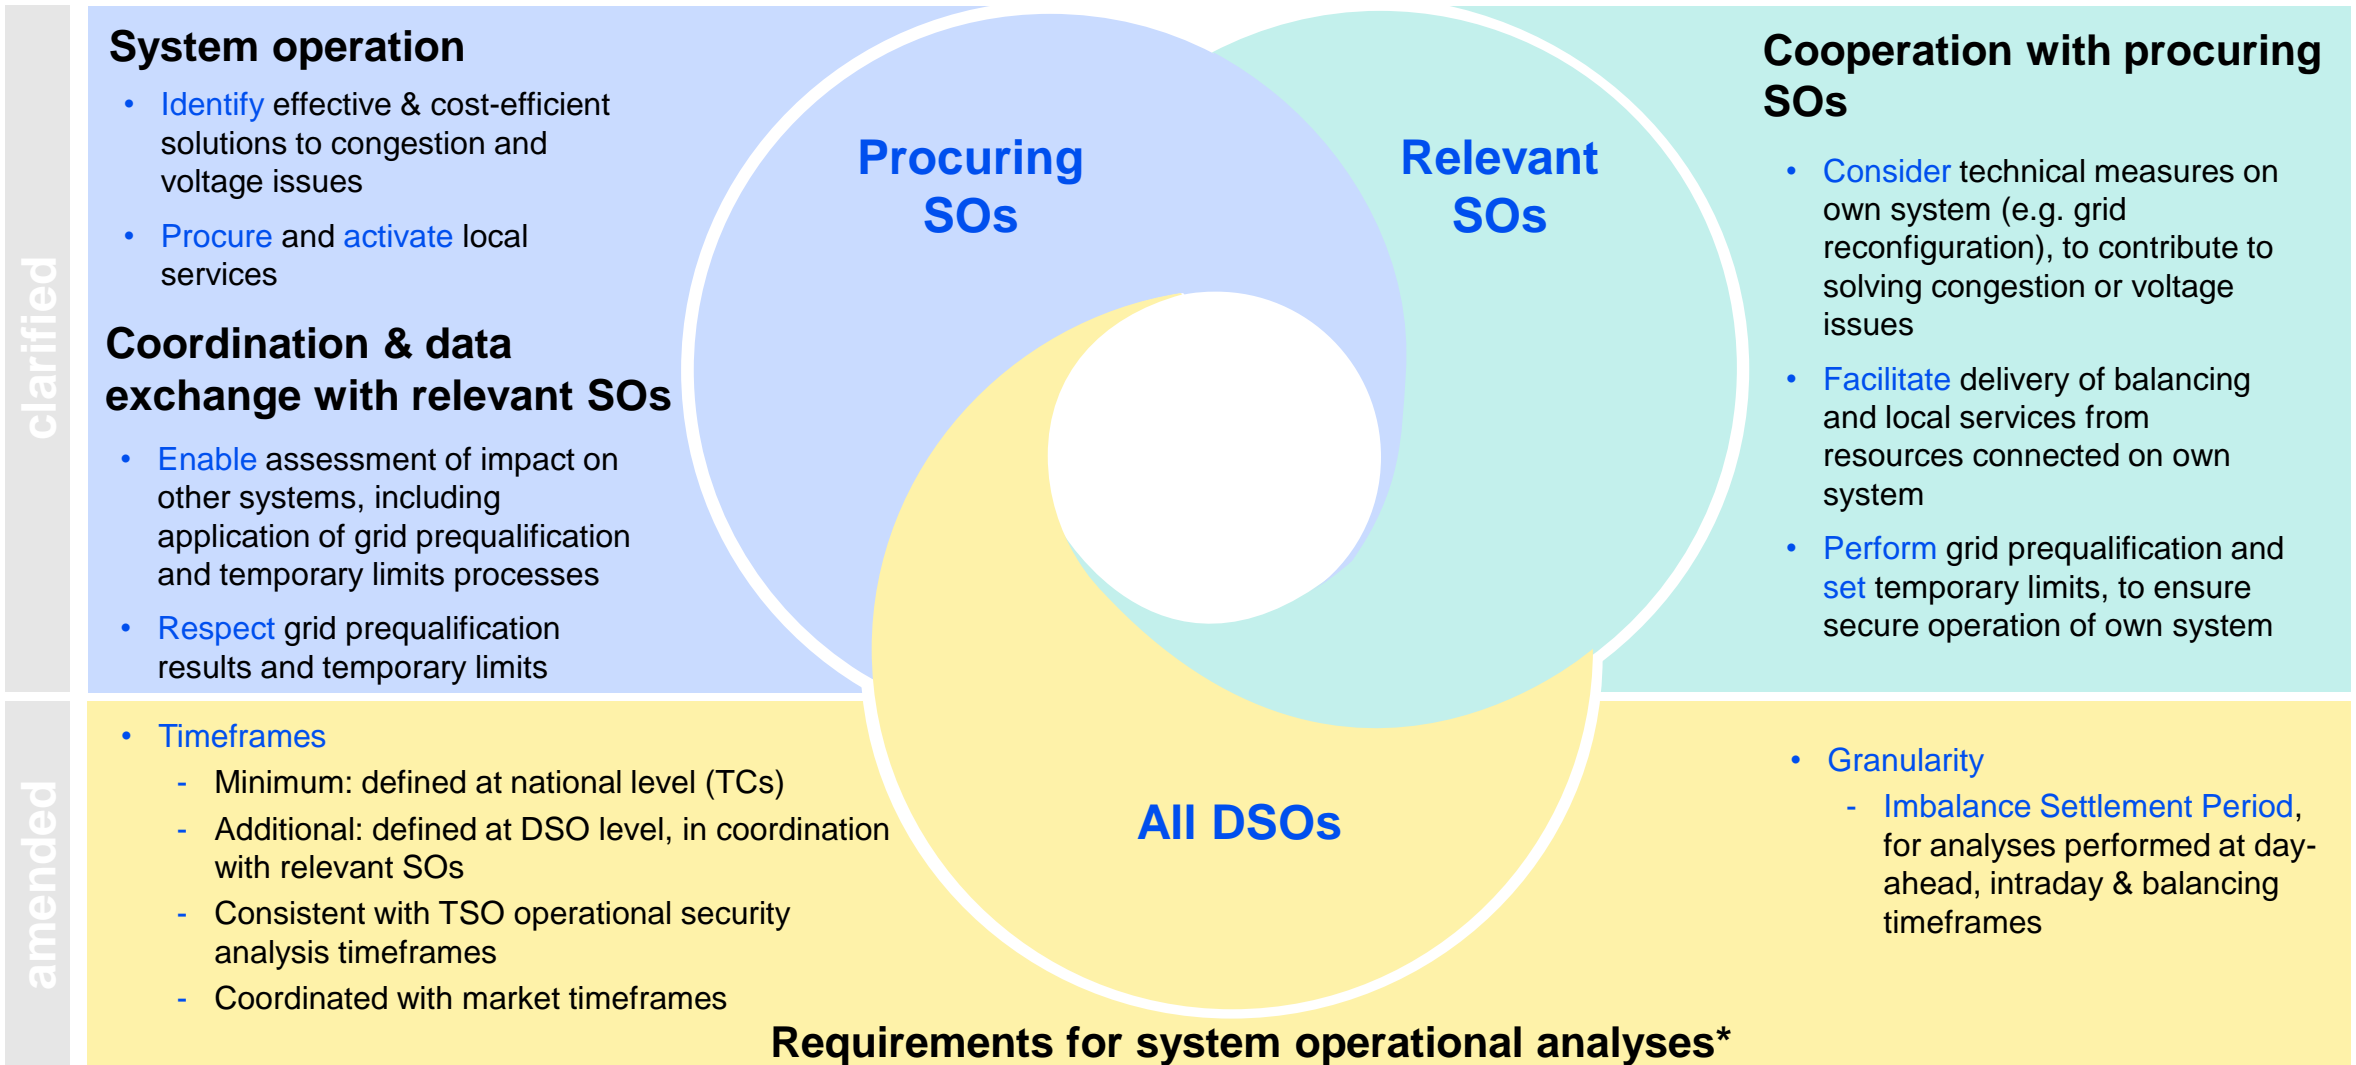 clarified
System operation
• Identify effective & cost-efficient
solutions to congestion and
voltage issues
• Procure and activate local
services
Coordination & data
exchange with relevant SOs
• Enable assessment of impact on
other systems, including
application of grid prequalification
and temporary limits processes
• Respect grid prequalification
results and temporary limits
Procuring
SOs
Relevant
SOs
Cooperation with procuring
SOs
• Consider technical measures on
own system (e.g. grid
reconfiguration), to contribute to
solving congestion or voltage
issues
• Facilitate delivery of balancing
and local services from
resources connected on own
system
• Perform grid prequalification and
set temporary limits, to ensure
secure operation of own system
amended
• Timeframes
- Minimum: defined at national level (TCs)
- Additional: defined at DSO level, in coordination
with relevant SOs
- Consistent with TSO operational security
analysis timeframes
- Coordinated with market timeframes
All DSOs
• Granularity
- Imbalance Settlement Period,
for analyses performed at day-
ahead, intraday & balancing
timeframes
Requirements for system operational analyses*